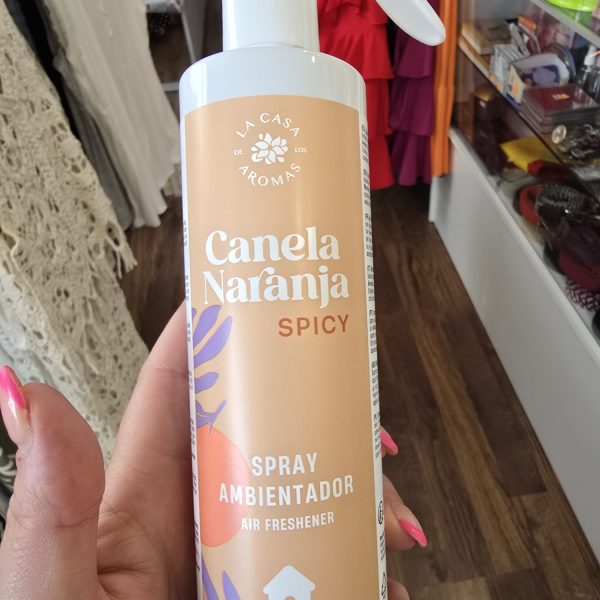 LA CASA
DE LOS
AROMAS
Canela
Naranja
SPICY
SPRAY
AMBIENTADOR
AIR FRESHENER